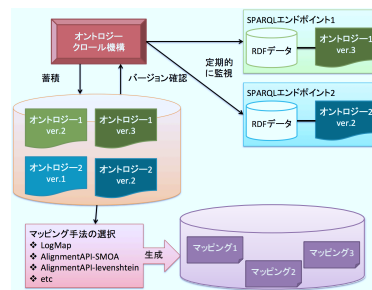 オントロジー
クロール機構
蓄積
バージョン確認
定期的
に監視
SPARQLエンドポイント1
RDFデータ
オントロジー1
ver.3
SPARQLエンドポイント2
RDFデータ
オントロジー2
ver.2
オントロジー1
ver.2
オントロジー1
ver.3
オントロジー2
ver.1
オントロジー2
ver.2
マッピング手法の選択
❖ LogMap
❖ AlignmentAPI-SMOA
❖ AlignmentAPI-levenshtein
❖ etc
生成
マッピング1
マッピング2
マッピング3